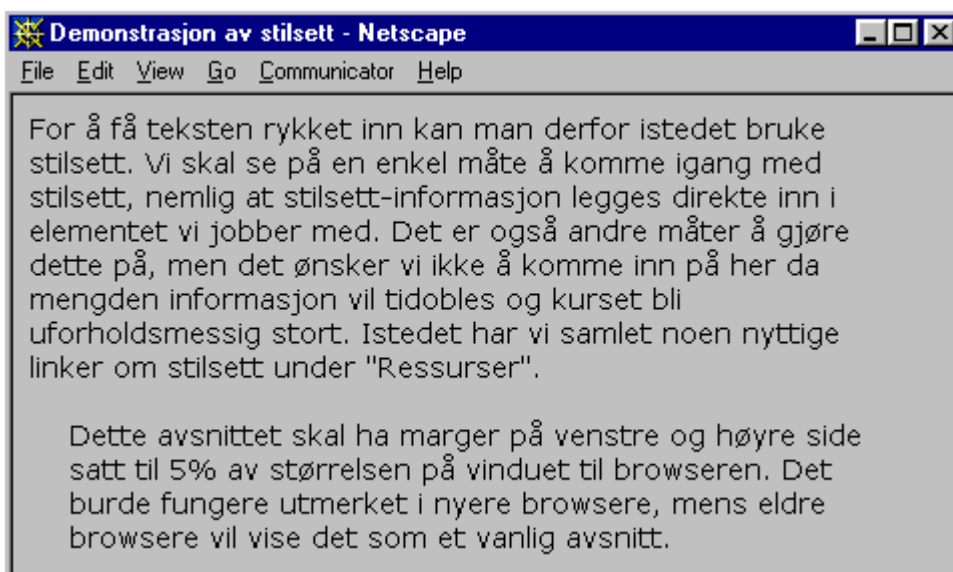 Demonstrasjon av stilsett - Netscape
File Edit View Go Communicator Help
For å få teksten rykket inn kan man derfor istedet bruke
stilsett. Vi skal se på en enkel måte å komme igang med
stilsett, nemlig at stilsett-informasjon legges direkte inn i
elementet vi jobber med. Det er også andre måter å gjøre
dette på, men det ønsker vi ikke å komme inn på her da
mengden informasjon vil tidobles og kurset bli
uforholdsmessig stort. Istedet har vi samlet noen nyttige
linker om stilsett under "Ressurser".
Dette avsnittet skal ha marger på venstre og høyre side
satt til 5% av størrelsen på vinduet til browseren. Det
burde fungere utmerket i nyere browsere, mens eldre
browsere vil vise det som et vanlig avsnitt.